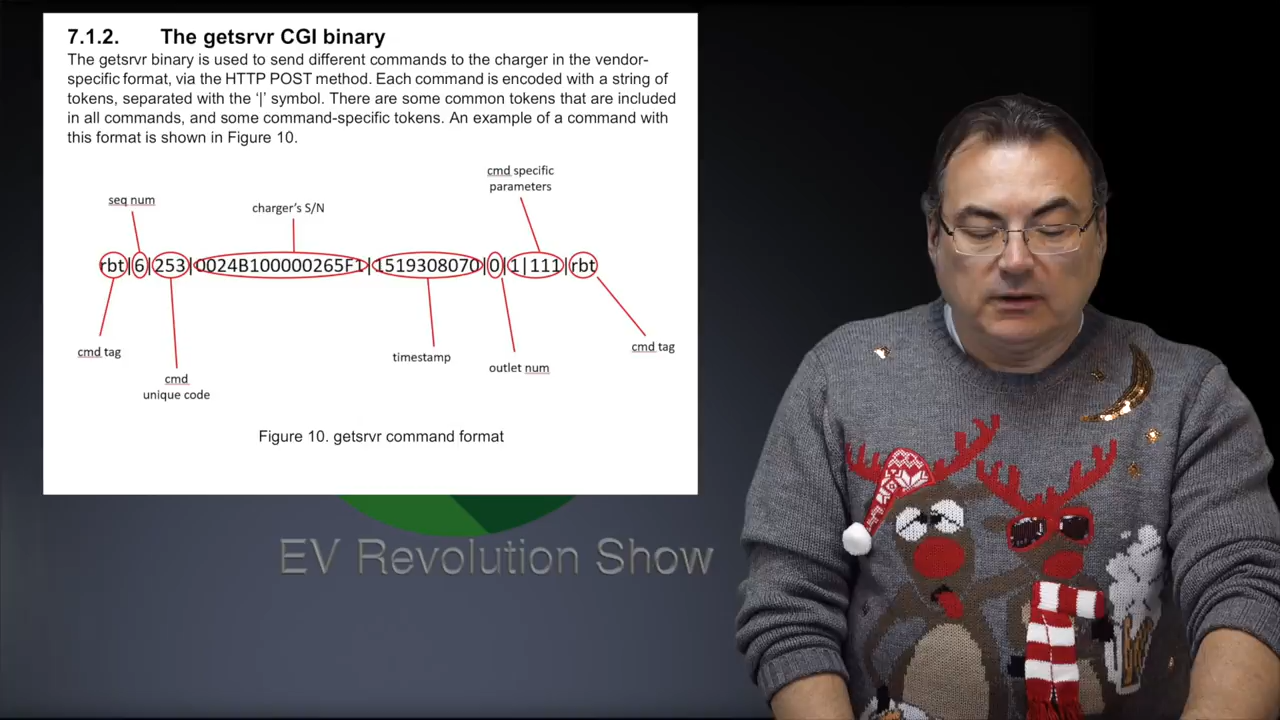 7.1.2. The getsrvr CGI binary
The getsrvr binary is used to send different commands to the charger in the vendor-
specific format, via the HTTP POST method. Each command is encoded with a string of
tokens, separated with the '|' symbol. There are some common tokens that are included
in all commands, and some command-specific tokens. An example of a command with
this format is shown in Figure 10.
cmd specific
parameters
seq num
charger's S/N
rbt|6|253|0024B100000265F1|1519308070|0|1|111|rbt
cmd tag
cmd
unique code
timestamp
outlet num
cmd tag
Figure 10. getsrvr command format
EV Revolution Show